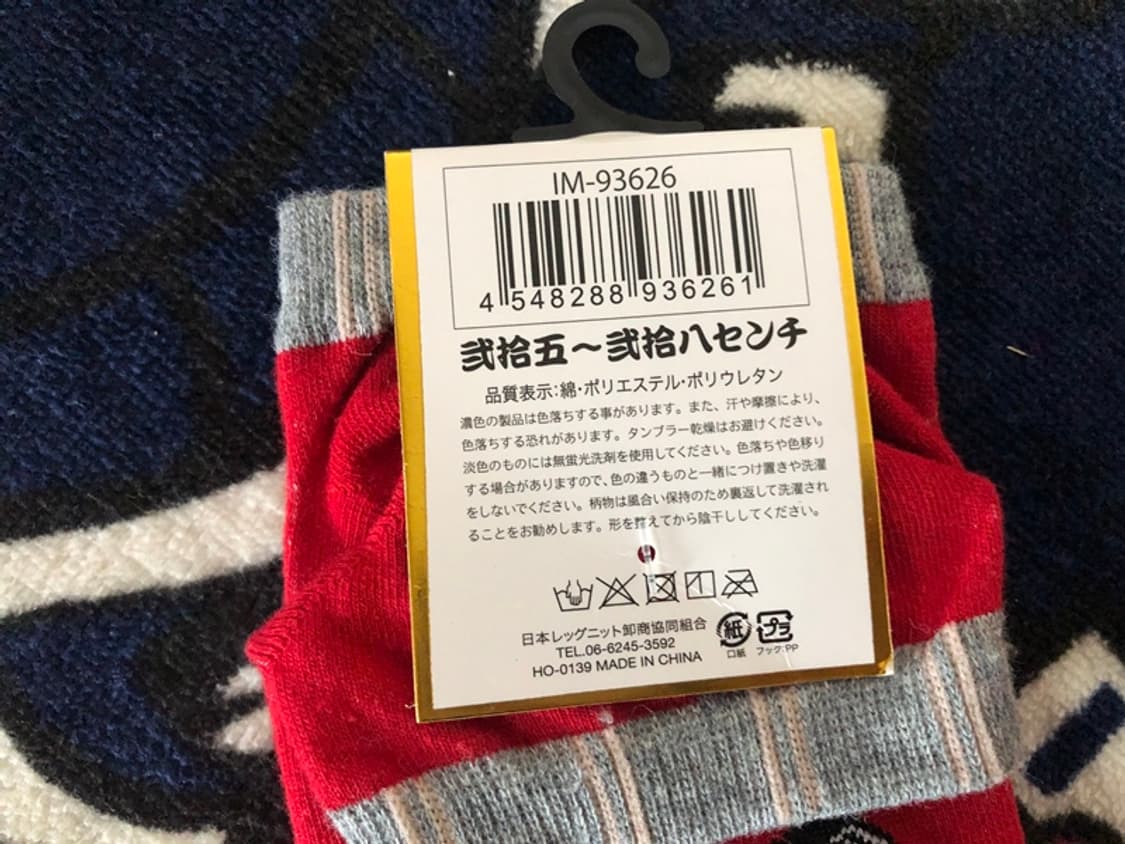 IM-93626
4 548288 936261
弐拾五～弐拾八センチ
品質表示:綿・ポリエステル・ポリウレタン
濃色の製品は色落ちする事があります。また、汗や摩擦により、
色落ちする恐れがあります。タンブラー乾燥はお避けください。
淡色のものには無蛍光洗剤を使用してください。色落ちや色移り
する場合がありますので、色の違うものと一緒につけ置きや洗濯
をしないでください。柄物は風合い保持のため裏返して洗濯され
ることをお勧めします。形を整えてから陰干ししてください。
日本レッグニット卸商協同組合
TEL.06-6245-3592
HO-0139 MADE IN CHINA
紙
口紙
プラ
フック:PP